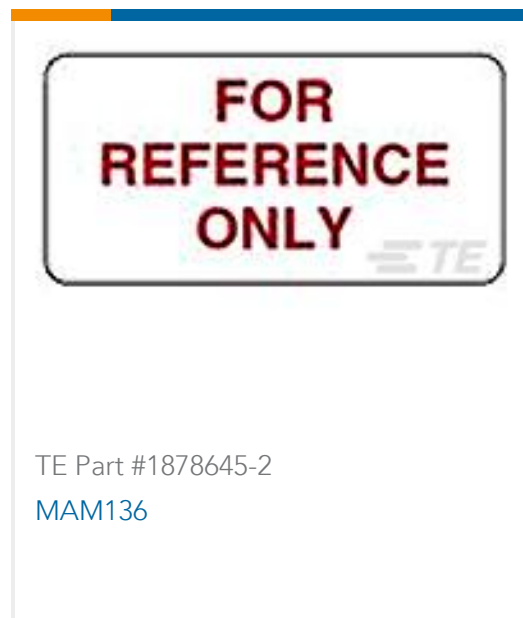 FOR
REFERENCE
ONLY
TE
TE Part #1878645-2
MAM136